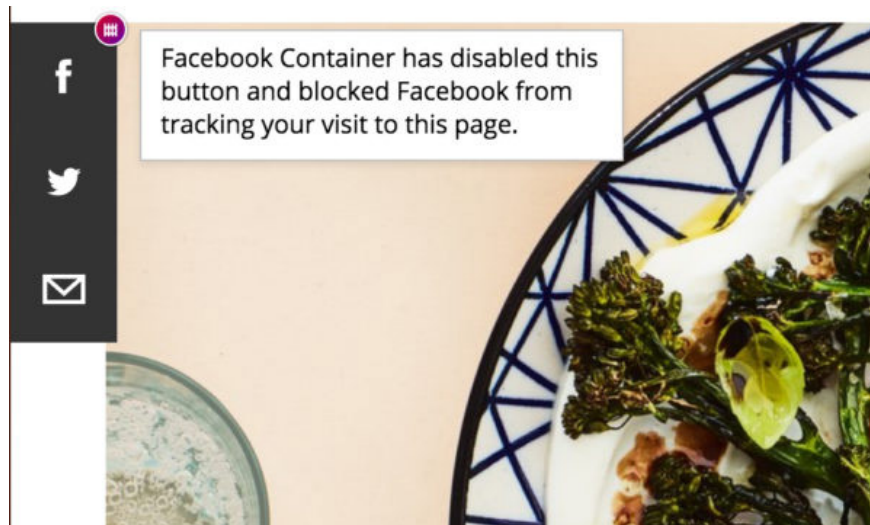 Facebook Container has disabled this
button and blocked Facebook from
tracking your visit to this page.